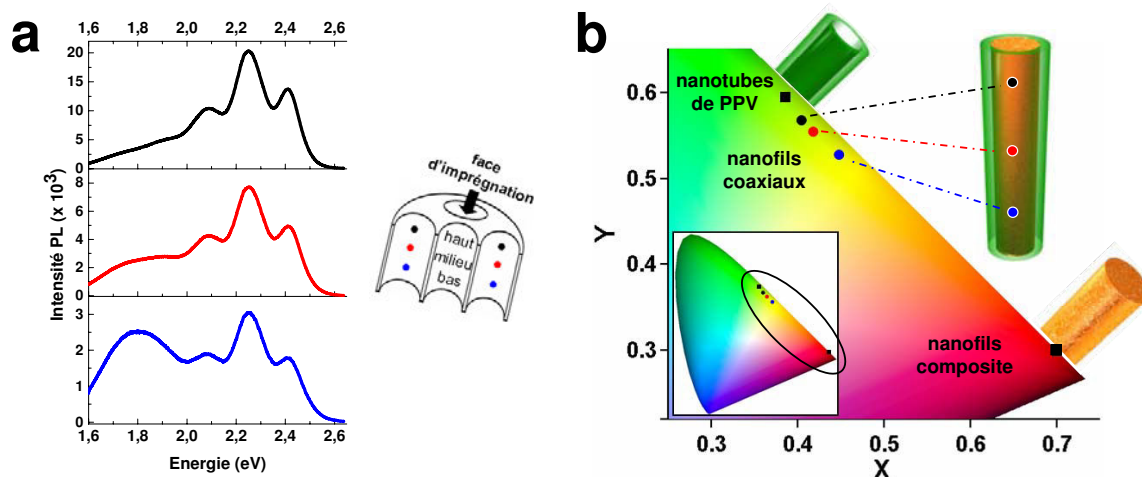 a
1,6 1,8 2,0 2,2 2,4 2,6
20
15
10
5
0
8
6
4
2
0
3
2
1
0
1,6 1,8 2,0 2,2 2,4 2,6
Intensité PL (x 10³)
Energie (eV)
face
d'imprégnation
haut
milieu
bas
b
0.6
0.5
0.4
0.3
Y
0.3 0.4 0.5 0.6 0.7
X
nanotubes
de PPV
nanofils
coaxiaux
nanofils
composite